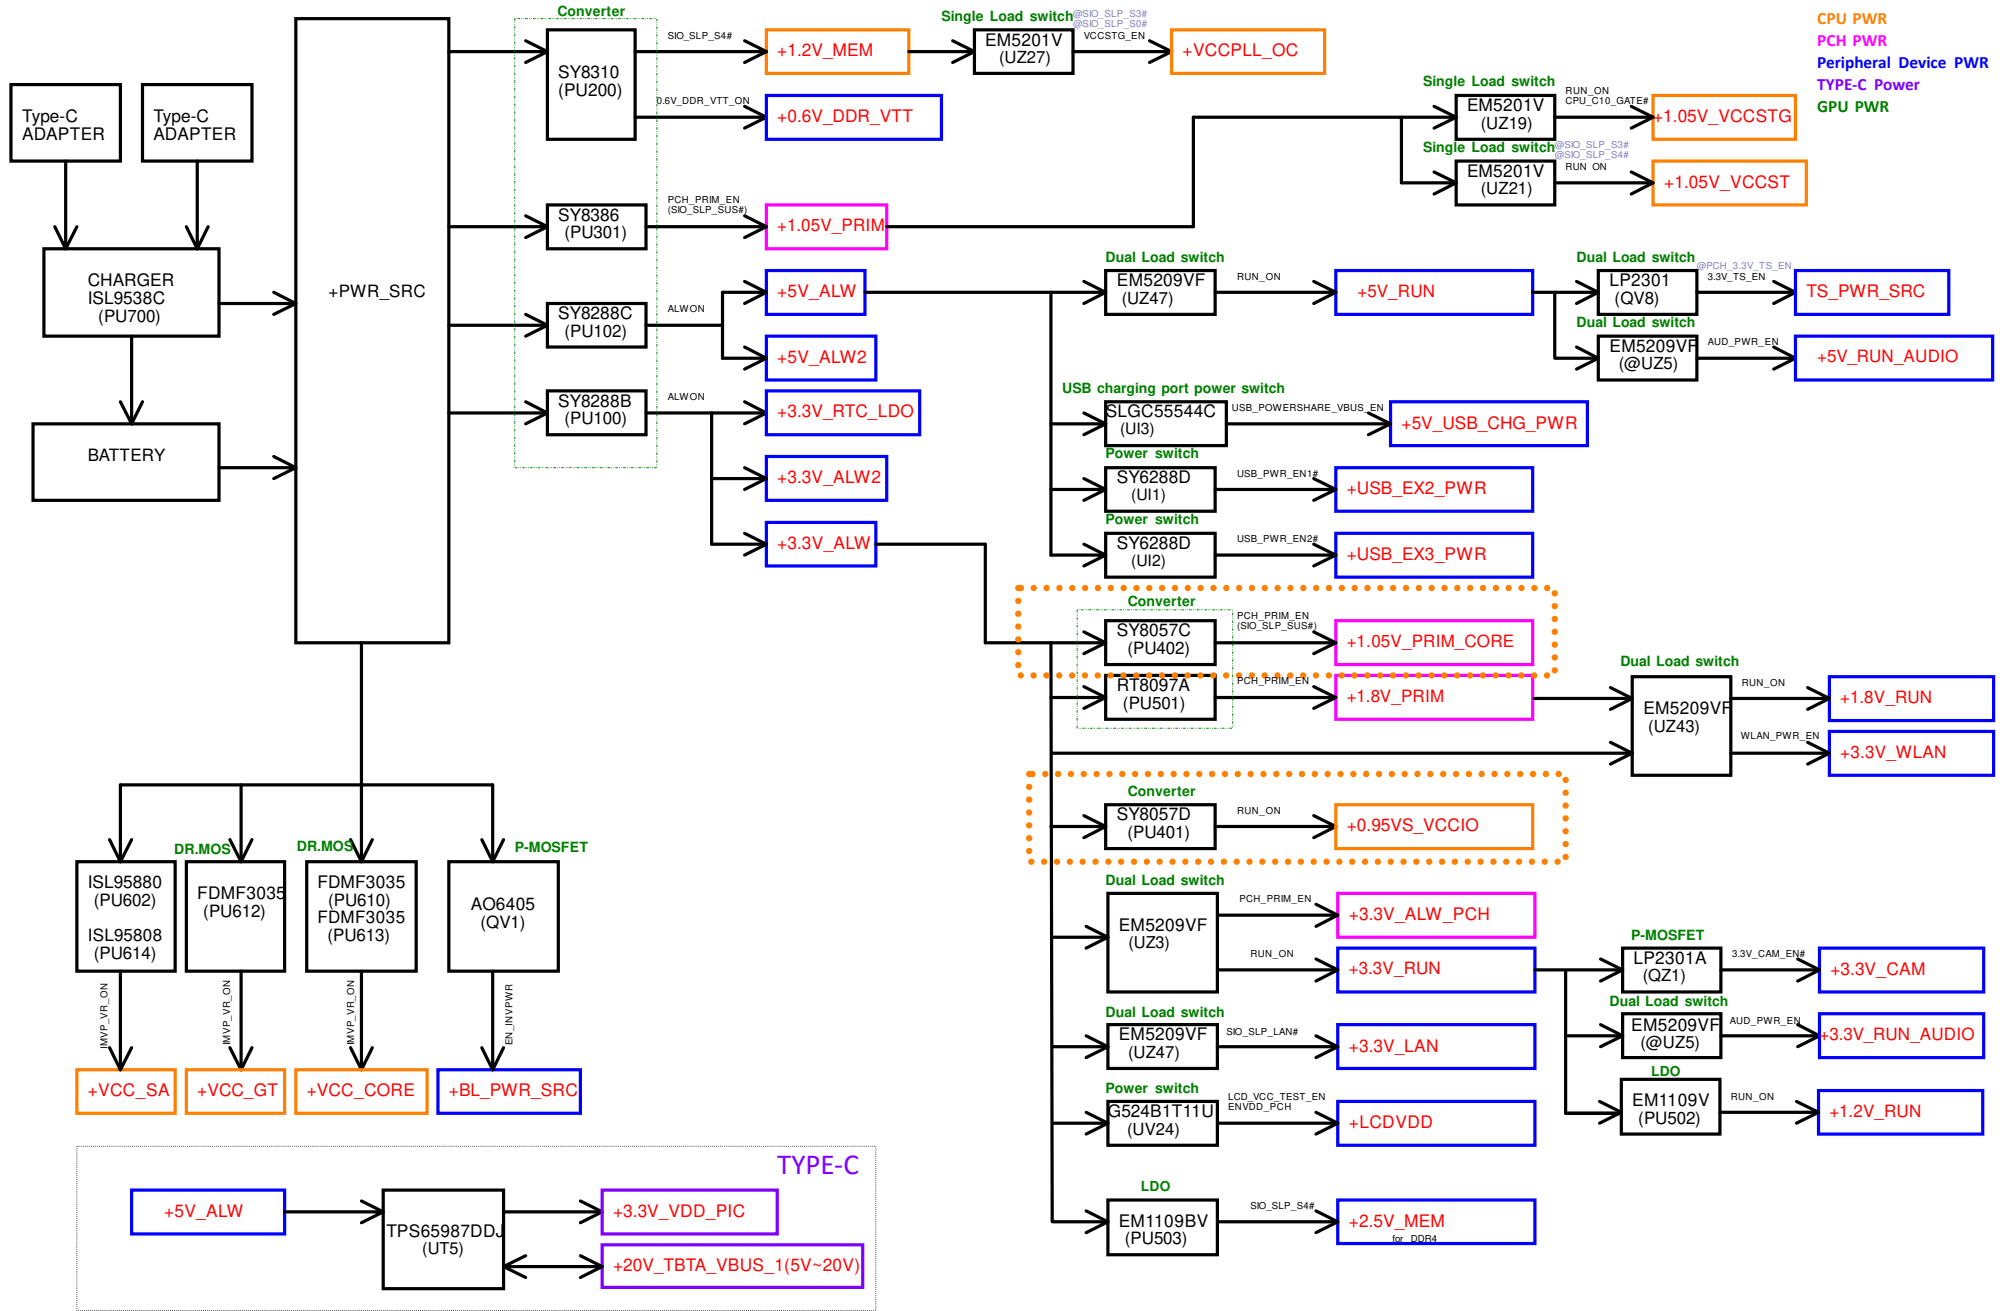 CPU PWR
PCH PWR
Peripheral Device PWR
TYPE-C Power
GPU PWR
Type-C
ADAPTER
Type-C
ADAPTER
CHARGER
ISL9538C
(PU700)
BATTERY
+PWR_SRC
Converter
SY8310
(PU200)
SIO_SLP_S4#
+1.2V_MEM
Single Load switch
@SIO_SLP_S3#
@SIO_SLP_S0#
EM5201V
(UZ27)
VCCSTG_EN
+VCCPLL_OC
0.6V_DDR_VTT_ON
+0.6V_DDR_VTT
Single Load switch
EM5201V
(UZ19)
RUN_ON
CPU_C10_GATE#
+1.05V_VCCSTG
Single Load switch
@SIO_SLP_S3#
@SIO_SLP_S4#
EM5201V
(UZ21)
RUN ON
+1.05V_VCCST
SY8386
(PU301)
PCH_PRIM_EN
(SIO_SLP_SUS#)
+1.05V_PRIM
SY8288C
(PU102)
ALWON
+5V_ALW
+5V_ALW2
SY8288B
(PU100)
ALWON
+3.3V_RTC_LDO
+3.3V_ALW2
+3.3V_ALW
Dual Load switch
EM5209VF
(UZ47)
RUN_ON
+5V_RUN
Dual Load switch
LP2301
(QV8)
@PCH_3.3V_TS_EN
3.3V_TS_EN
TS_PWR_SRC
Dual Load switch
EM5209VF
(@UZ5)
AUD_PWR_EN
+5V_RUN_AUDIO
USB charging port power switch
SLGC55544C
(UI3)
USB_POWERSHARE_VBUS_EN
+5V_USB_CHG_PWR
Power switch
SY6288D
(UI1)
USB_PWR_EN1#
+USB_EX2_PWR
Power switch
SY6288D
(UI2)
USB_PWR_EN2#
+USB_EX3_PWR
Converter
SY8057C
(PU402)
PCH_PRIM_EN
(SIO_SLP_SUS#)
+1.05V_PRIM_CORE
RT8097A
(PU501)
PCH_PRIM_EN
+1.8V_PRIM
Dual Load switch
EM5209VF
(UZ43)
RUN_ON
+1.8V_RUN
WLAN_PWR_EN
+3.3V_WLAN
Converter
SY8057D
(PU401)
RUN_ON
+0.95VS_VCCIO
Dual Load switch
EM5209VF
(UZ3)
PCH_PRIM_EN
+3.3V_ALW_PCH
RUN_ON
+3.3V_RUN
P-MOSFET
LP2301A
(QZ1)
3.3V_CAM_EN#
+3.3V_CAM
Dual Load switch
EM5209VF
(@UZ5)
AUD_PWR_EN
+3.3V_RUN_AUDIO
LDO
EM1109V
(PU502)
RUN_ON
+1.2V_RUN
Dual Load switch
EM5209VF
(UZ47)
SIO_SLP_LAN#
+3.3V_LAN
Power switch
G524B1T11U
(UV24)
LCD_VCC_TEST_EN
ENVDD_PCH
+LCDVDD
LDO
EM1109BV
(PU503)
SIO_SLP_S4#
+2.5V_MEM
for DDR4
ISL95880
(PU602)
ISL95808
(PU614)
IMVP_VR_ON
+VCC_SA
DR.MOS
FDMF3035
(PU612)
IMVP_VR_ON
+VCC_GT
DR.MOS
FDMF3035
(PU610)
FDMF3035
(PU613)
IMVP_VR_ON
+VCC_CORE
P-MOSFET
AO6405
(QV1)
EN_INVPWR
+BL_PWR_SRC
TYPE-C
+5V_ALW
TPS65987DDJ
(UT5)
+3.3V_VDD_PIC
+20V_TBTA_VBUS_1(5V~20V)